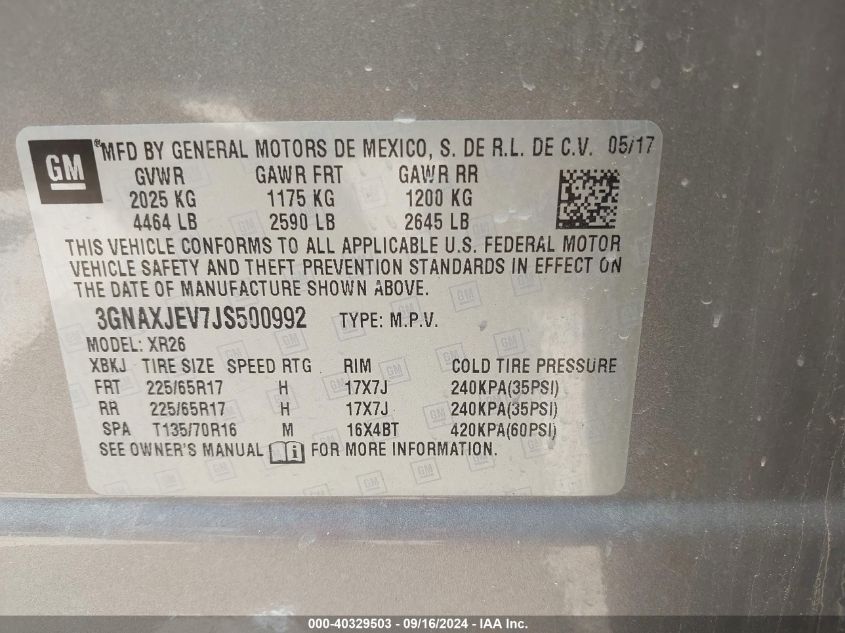 GM ®MFD BY GENERAL MOTORS DE MEXICO, S. DE R.L. DE C.V. 05/17
GVWR GAWR FRT GAWR RR
2025 KG 1175 KG 1200 KG
4464 LB 2590 LB 2645 LB
THIS VEHICLE CONFORMS TO ALL APPLICABLE U.S. FEDERAL MOTOR
VEHICLE SAFETY AND THEFT PREVENTION STANDARDS IN EFFECT ON
THE DATE OF MANUFACTURE SHOWN ABOVE.
3GNAXJEV7JS500992 TYPE: M.P.V.
MODEL: XR26
XBKJ TIRE SIZE SPEED RTG RIM COLD TIRE PRESSURE
FRT 225/65R17 H 17X7J 240KPA(35PSI)
RR 225/65R17 H 17X7J 240KPA(35PSI)
SPA T135/70R16 M 16X4BT 420KPA(60PSI)
SEE OWNER'S MANUAL i FOR MORE INFORMATION.
000-40329503 - 09/16/2024 - IAA Inc.